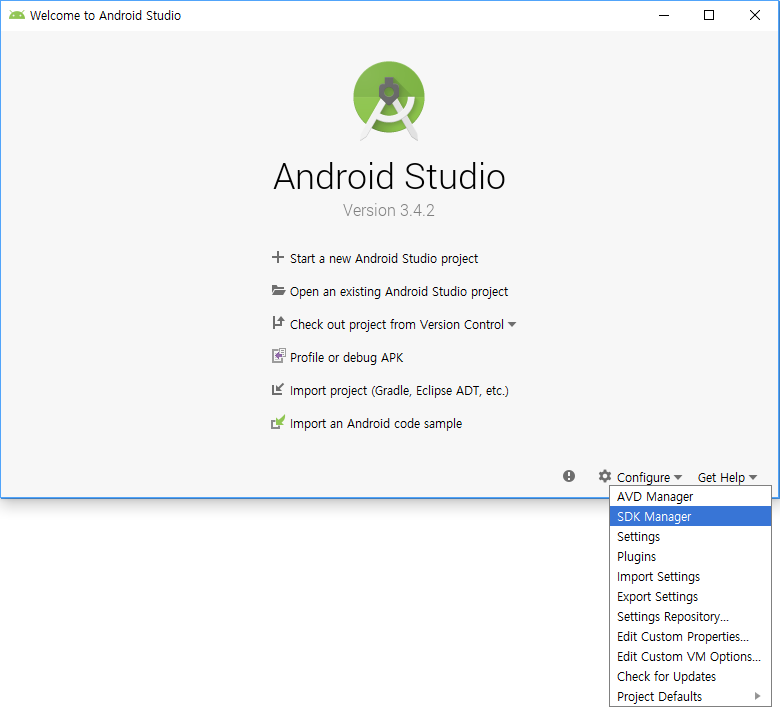 Welcome to Android Studio
Android Studio
Version 3.4.2
Start a new Android Studio project
Open an existing Android Studio project
Check out project from Version Control
Profile or debug APK
Import project (Gradle, Eclipse ADT, etc.)
Import an Android code sample
Configure Get Help
AVD Manager
SDK Manager
Settings
Plugins
Import Settings
Export Settings
Settings Repository...
Edit Custom Properties...
Edit Custom VM Options...
Check for Updates
Project Defaults